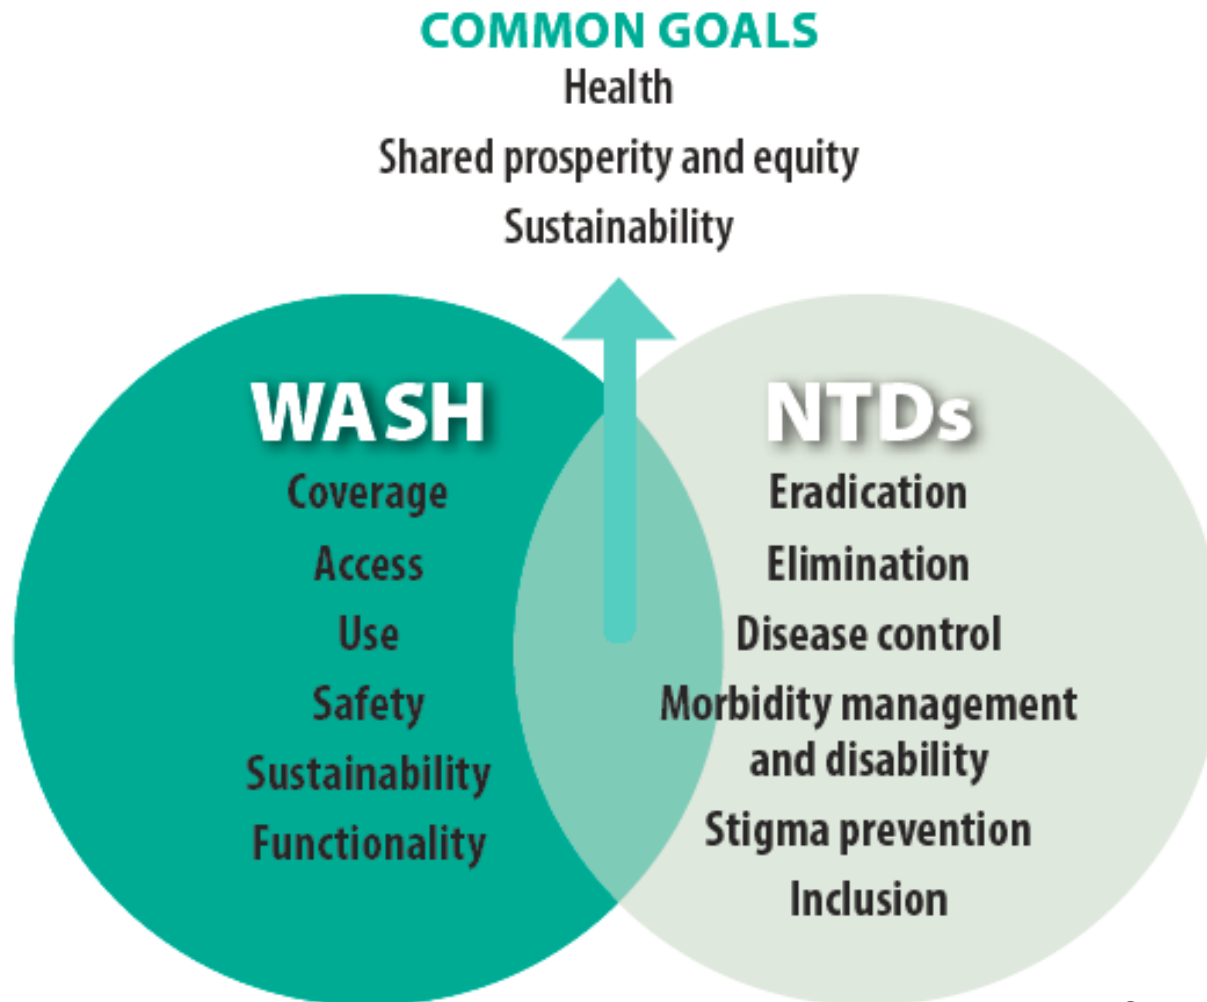 COMMON GOALS
Health
Shared prosperity and equity
Sustainability
WASH
Coverage
Access
Use
Safety
Sustainability
Functionality
NTDs
Eradication
Elimination
Disease control
Morbidity management
and disability
Stigma prevention
Inclusion